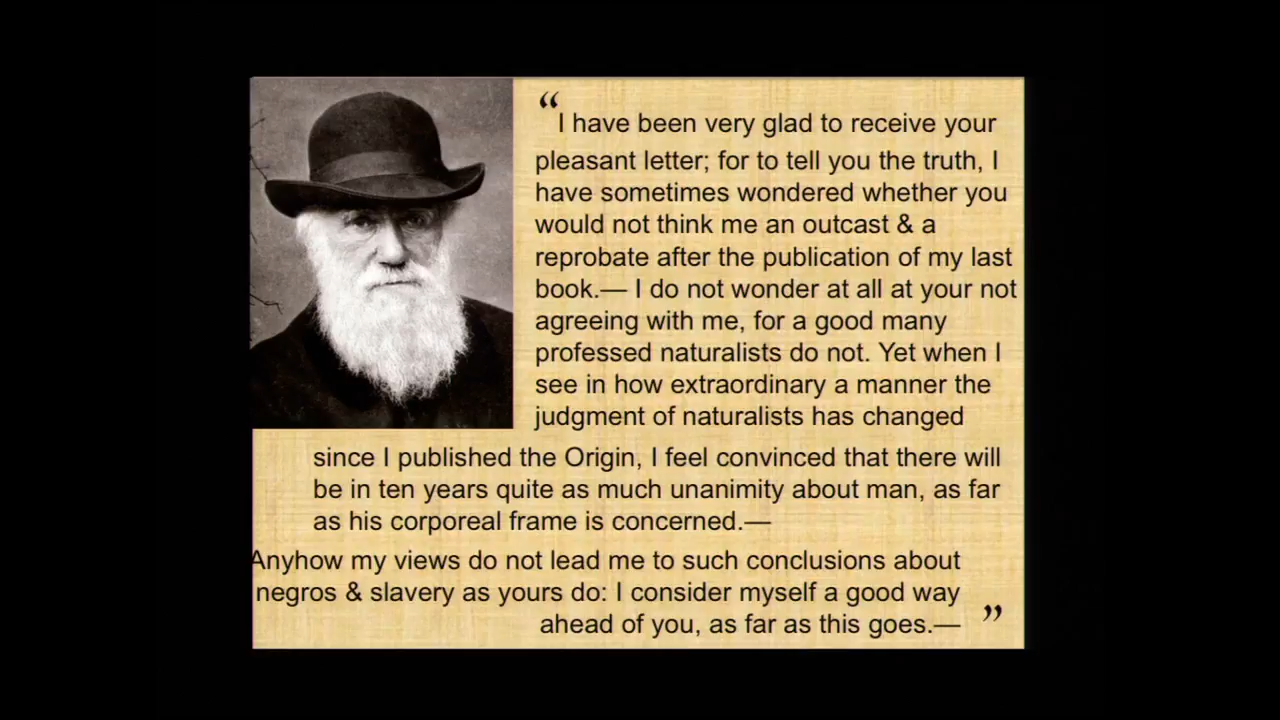 “I have been very glad to receive your
pleasant letter; for to tell you the truth, I
have sometimes wondered whether you
would not think me an outcast & a
reprobate after the publication of my last
book.— I do not wonder at all at your not
agreeing with me, for a good many
professed naturalists do not. Yet when I
see in how extraordinary a manner the
judgment of naturalists has changed
since I published the Origin, I feel convinced that there will
be in ten years quite as much unanimity about man, as far
as his corporeal frame is concerned.—
Anyhow my views do not lead me to such conclusions about
negros & slavery as yours do: I consider myself a good way
ahead of you, as far as this goes.— ”